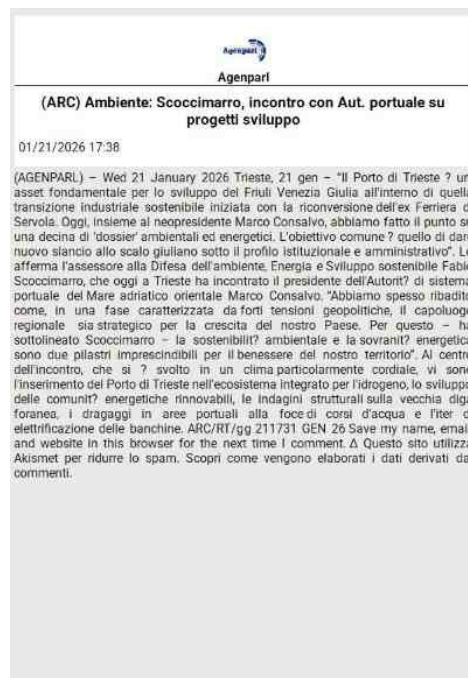 Agenparl
Agenparl
(ARC) Ambiente: Scoccimarro, incontro con Aut. portuale su
progetti sviluppo
01/21/2026 17:38
(AGENPARL) – Wed 21 January 2026 Trieste, 21 gen – "Il Porto di Trieste ? un
asset fondamentale per lo sviluppo del Friuli Venezia Giulia all'interno di quella
transizione industriale sostenibile iniziata con la riconversione dell'ex Ferriera d
Servola. Oggi, insieme al neopresidente Marco Consalvo, abbiamo fatto il punto su
una decina di 'dossier' ambientali ed energetici. L'obiettivo comune ? quello di dare
nuovo slancio allo scalo giuliano sotto il profilo istituzionale e amministrativo". Lo
afferma l'assessore alla Difesa dell'ambiente, Energia e Sviluppo sostenibile Fabio
Scoccimarro, che oggi a Trieste ha incontrato il presidente dell'Autorit? di sistema
portuale del Mare adriatico orientale Marco Consalvo. "Abbiamo spesso ribadito
come, in una fase caratterizzata da forti tensioni geopolitiche, il capoluogo
regionale sia strategico per la crescita del nostro Paese. Per questo – ha
sottolineato Scoccimarro – la sostenibilit? ambientale e la sovranit? energetica
sono due pilastri imprescindibili per il benessere del nostro territorio". Al centro
dell'incontro, che si ? svolto in un clima particolarmente cordiale, vi sono
l'inserimento del Porto di Trieste nell'ecosistema integrato per l'idrogeno, lo sviluppo
delle comunit? energetiche rinnovabili, le indagini strutturali sulla vecchia diga
foranea, i dragaggi in aree portuali alla foce di corsi d'acqua e l'iter d
elettrificazione delle banchine. ARC/RT/gg 211731 GEN 26 Save my name, email,
and website in this browser for the next time I comment. Δ Questo sito utilizza
Akismet per ridurre lo spam. Scopri come vengono elaborati i dati derivati da
commenti.